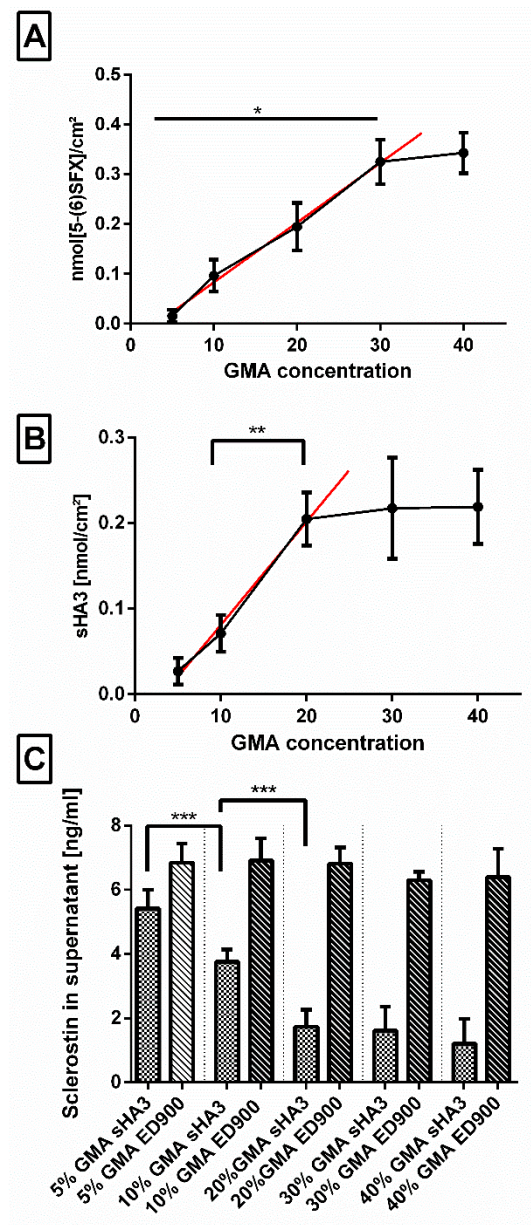 A
0.5
0.4
0.3
0.2
0.1
0.0
nmol[5-(6)SFX]/cm²
*
0 10 20 30 40
GMA concentration
B
0.3
0.2
0.1
0.0
sHA3 [nmol/cm²]
**
0 10 20 30 40
GMA concentration
C
8
6
4
2
0
Sclerostin in supernatant [ng/ml]
***
***
5% GMA sHA3
5% GMA ED900
10% GMA sHA3
10% GMA ED900
20% GMA sHA3
20%GMA ED900
30% GMA sHA3
30% GMA ED900
40% GMA sHA3
40% GMA ED900